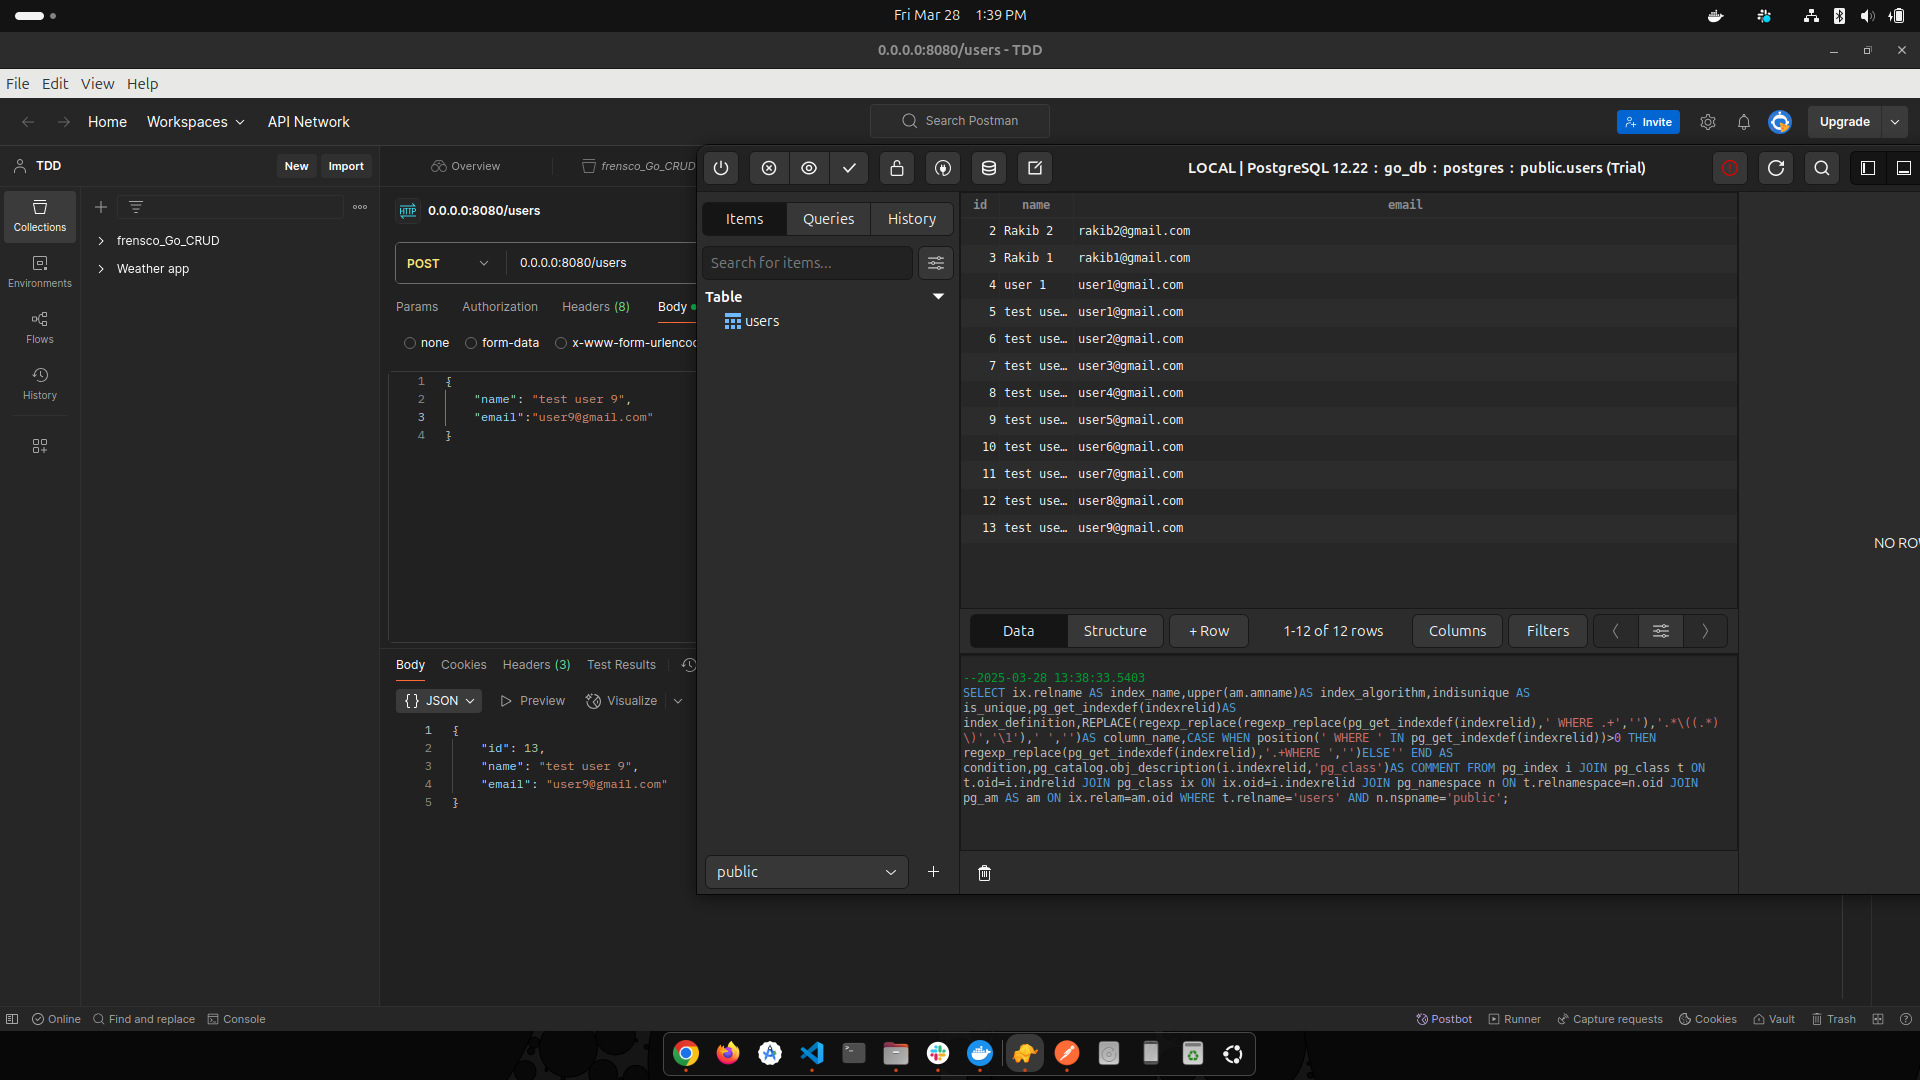 Fri Mar 28 1:39 PM
0.0.0.0:8080/users - TDD
File Edit View Help
Home Workspaces API Network
Search Postman
Invite
Upgrade
TDD
New Import
Overview
frensco_Go_CRUD
Collections
Environments
Flows
History
frensco_Go_CRUD
Weather app
HTTP 0.0.0.0:8080/users
POST 0.0.0.0:8080/users
Params Authorization Headers (8) Body
none form-data x-www-form-urlencod
1 {
2 "name": "test user 9",
3 "email":"user9@gmail.com"
4 }
Body Cookies Headers (3) Test Results
{} JSON Preview Visualize
1 {
2 "id": 13,
3 "name": "test user 9",
4 "email": "user9@gmail.com"
5 }
LOCAL | PostgreSQL 12.22 : go_db : postgres : public.users (Trial)
Items Queries History
Search for items...
Table
users
public
id name email
2 Rakib 2 rakib2@gmail.com
3 Rakib 1 rakib1@gmail.com
4 user 1 user1@gmail.com
5 test use… user1@gmail.com
6 test use… user2@gmail.com
7 test use… user3@gmail.com
8 test use… user4@gmail.com
9 test use… user5@gmail.com
10 test use… user6@gmail.com
11 test use… user7@gmail.com
12 test use… user8@gmail.com
13 test use… user9@gmail.com
NO ROW
Data Structure + Row 1-12 of 12 rows Columns Filters
--2025-03-28 13:38:33.5403
SELECT ix.relname AS index_name,upper(am.amname)AS index_algorithm,indisunique AS
is_unique,pg_get_indexdef(indexrelid)AS
index_definition,REPLACE(regexp_replace(regexp_replace(pg_get_indexdef(indexrelid),' WHERE .+',''),'.*\((.*)
\)','\1'),' ','')AS column_name,CASE WHEN position(' WHERE ' IN pg_get_indexdef(indexrelid))>0 THEN
regexp_replace(pg_get_indexdef(indexrelid),'.+WHERE ','')ELSE'' END AS
condition,pg_catalog.obj_description(i.indexrelid,'pg_class')AS COMMENT FROM pg_index i JOIN pg_class t ON
t.oid=i.indrelid JOIN pg_class ix ON ix.oid=i.indexrelid JOIN pg_namespace n ON t.relnamespace=n.oid JOIN
pg_am AS am ON ix.relam=am.oid WHERE t.relname='users' AND n.nspname='public';
Online Find and replace Console
Postbot Runner Capture requests Cookies Vault Trash